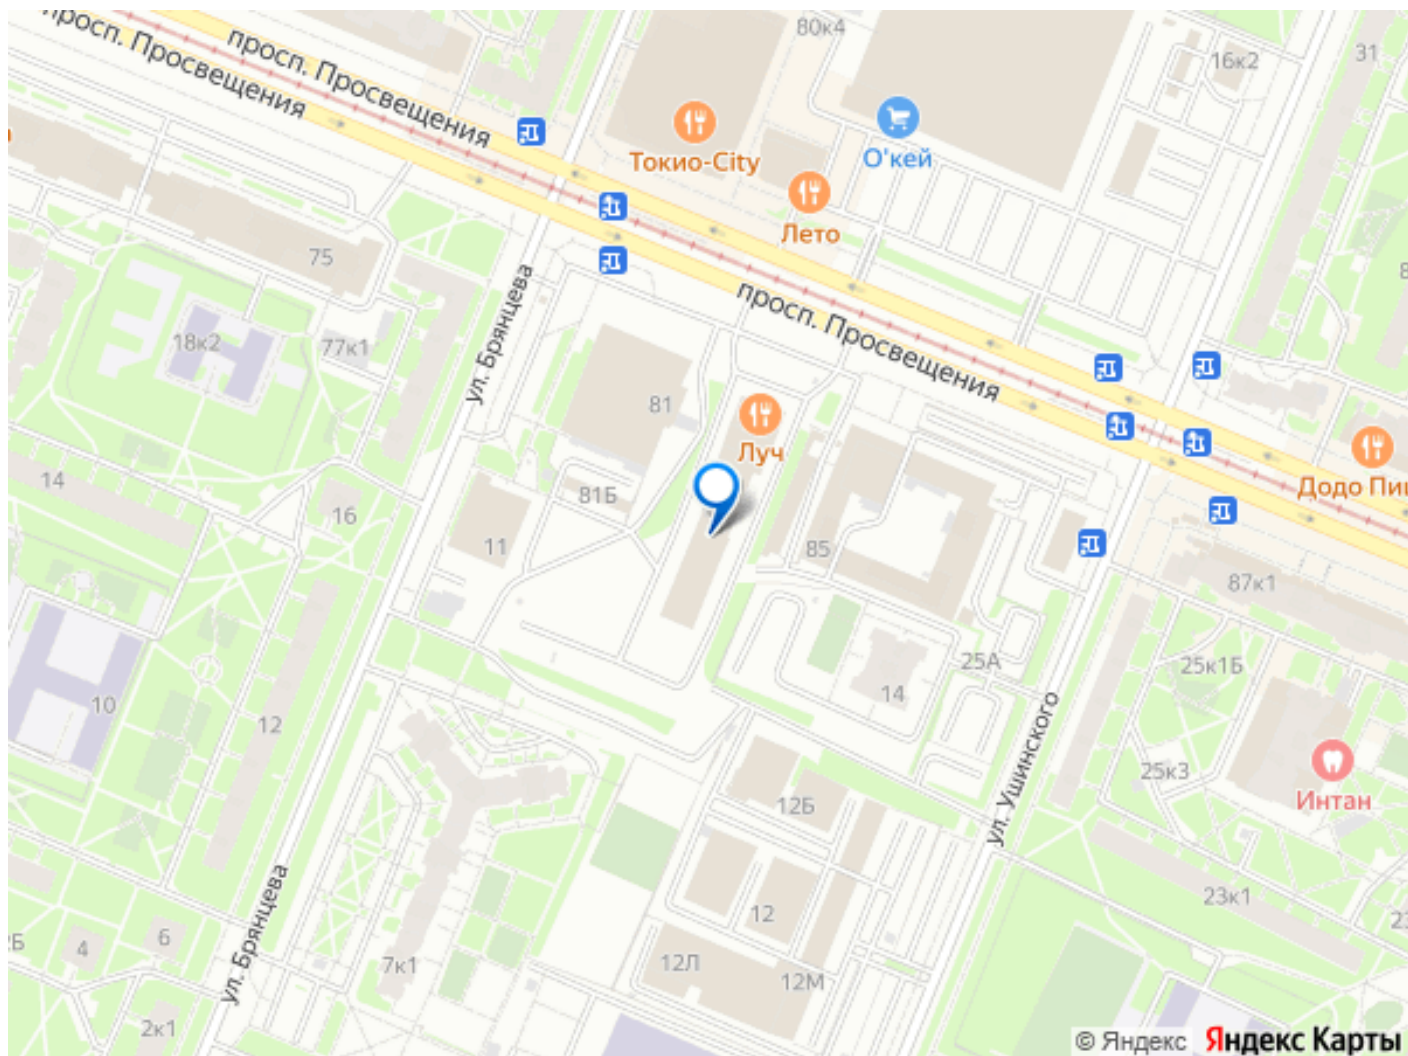 80к4
31
16к2
просп. Просвещения
просп. Просвещения
Токио-City
О'кей
Лето
75
ул. Брянцева
просп. Просвещения
18к2
77к1
81
Луч
Додо Пиц
14
81Б
16
11
85
87к1
25А
25к1Б
14
10
12
ул. Ушинского
25к3
Интан
12Б
23к1
12
ул. Брянцева
6
4
7к1
12Л
12М
2к1
© Яндекс Яндекс Карты